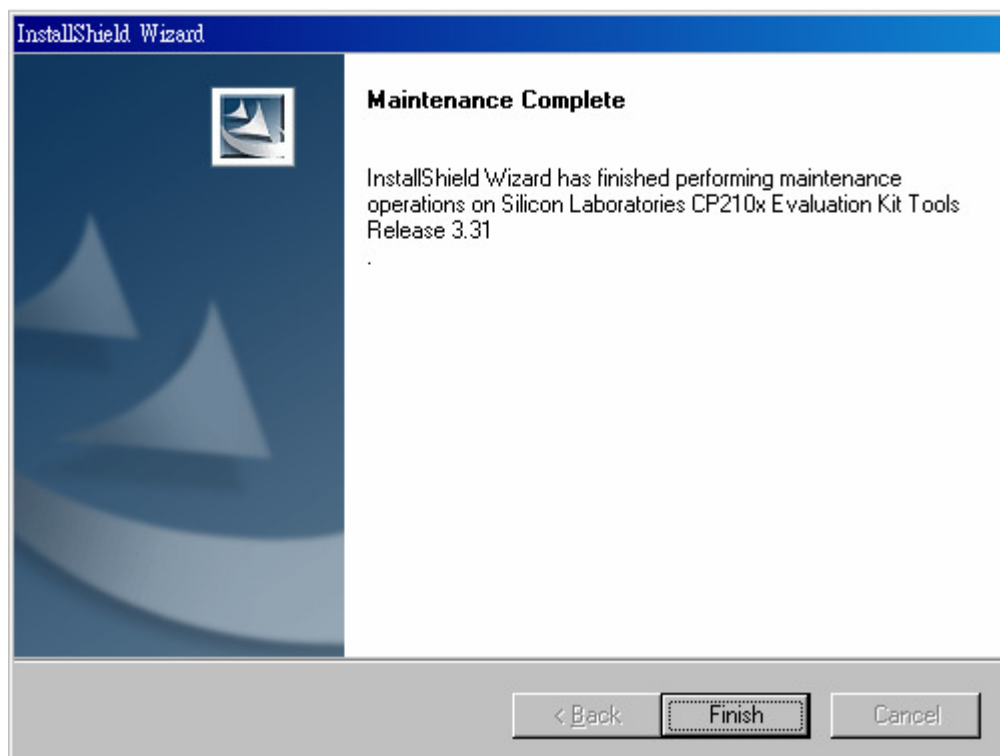 InstallShield Wizard
Maintenance Complete
InstallShield Wizard has finished performing maintenance
operations on Silicon Laboratories CP210x Evaluation Kit Tools
Release 3.31
.
< Back
Finish
Cancel